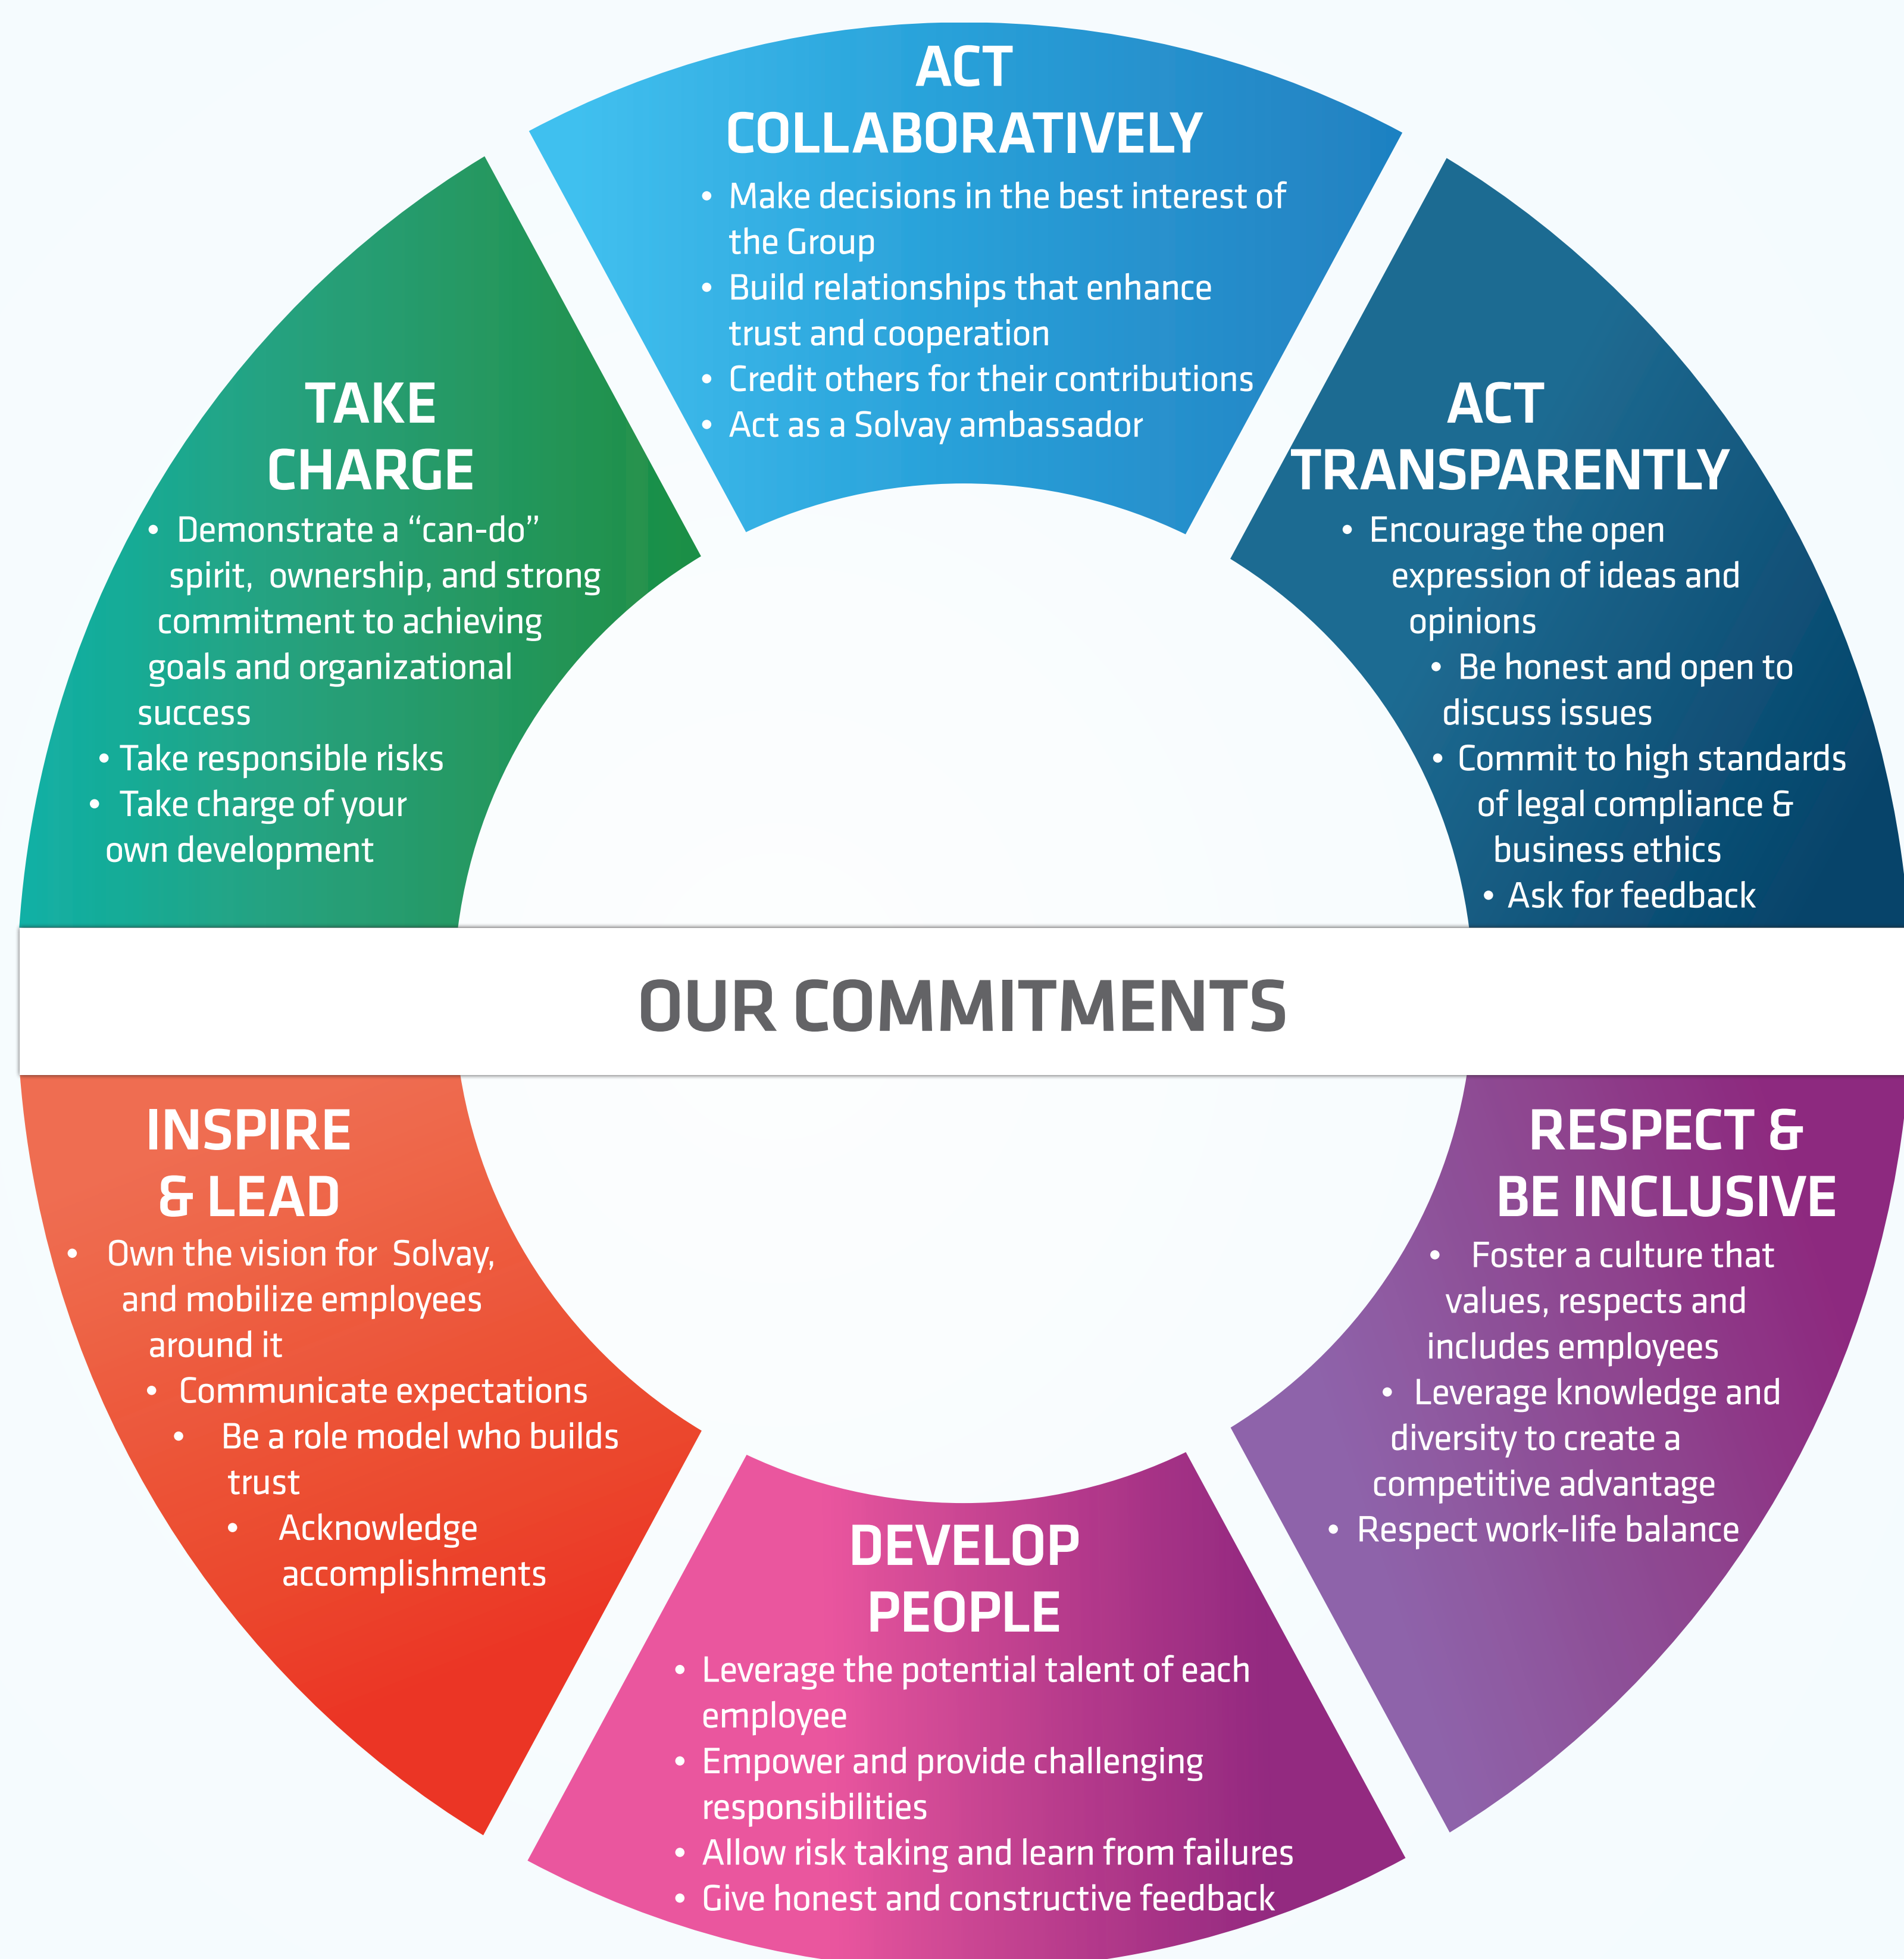 ACT
COLLABORATIVELY
• Make decisions in the best interest of
the Group
• Build relationships that enhance
trust and cooperation
• Credit others for their contributions
• Act as a Solvay ambassador
TAKE
CHARGE
• Demonstrate a “can-do”
spirit, ownership, and strong
commitment to achieving
goals and organizational
success
• Take responsible risks
• Take charge of your
own development
ACT
TRANSPARENTLY
• Encourage the open
expression of ideas and
opinions
• Be honest and open to
discuss issues
• Commit to high standards
of legal compliance &
business ethics
• Ask for feedback
OUR COMMITMENTS
INSPIRE
& LEAD
• Own the vision for Solvay,
and mobilize employees
around it
• Communicate expectations
• Be a role model who builds
trust
• Acknowledge
accomplishments
RESPECT &
BE INCLUSIVE
• Foster a culture that
values, respects and
includes employees
• Leverage knowledge and
diversity to create a
competitive advantage
• Respect work-life balance
DEVELOP
PEOPLE
• Leverage the potential talent of each
employee
• Empower and provide challenging
responsibilities
• Allow risk taking and learn from failures
• Give honest and constructive feedback